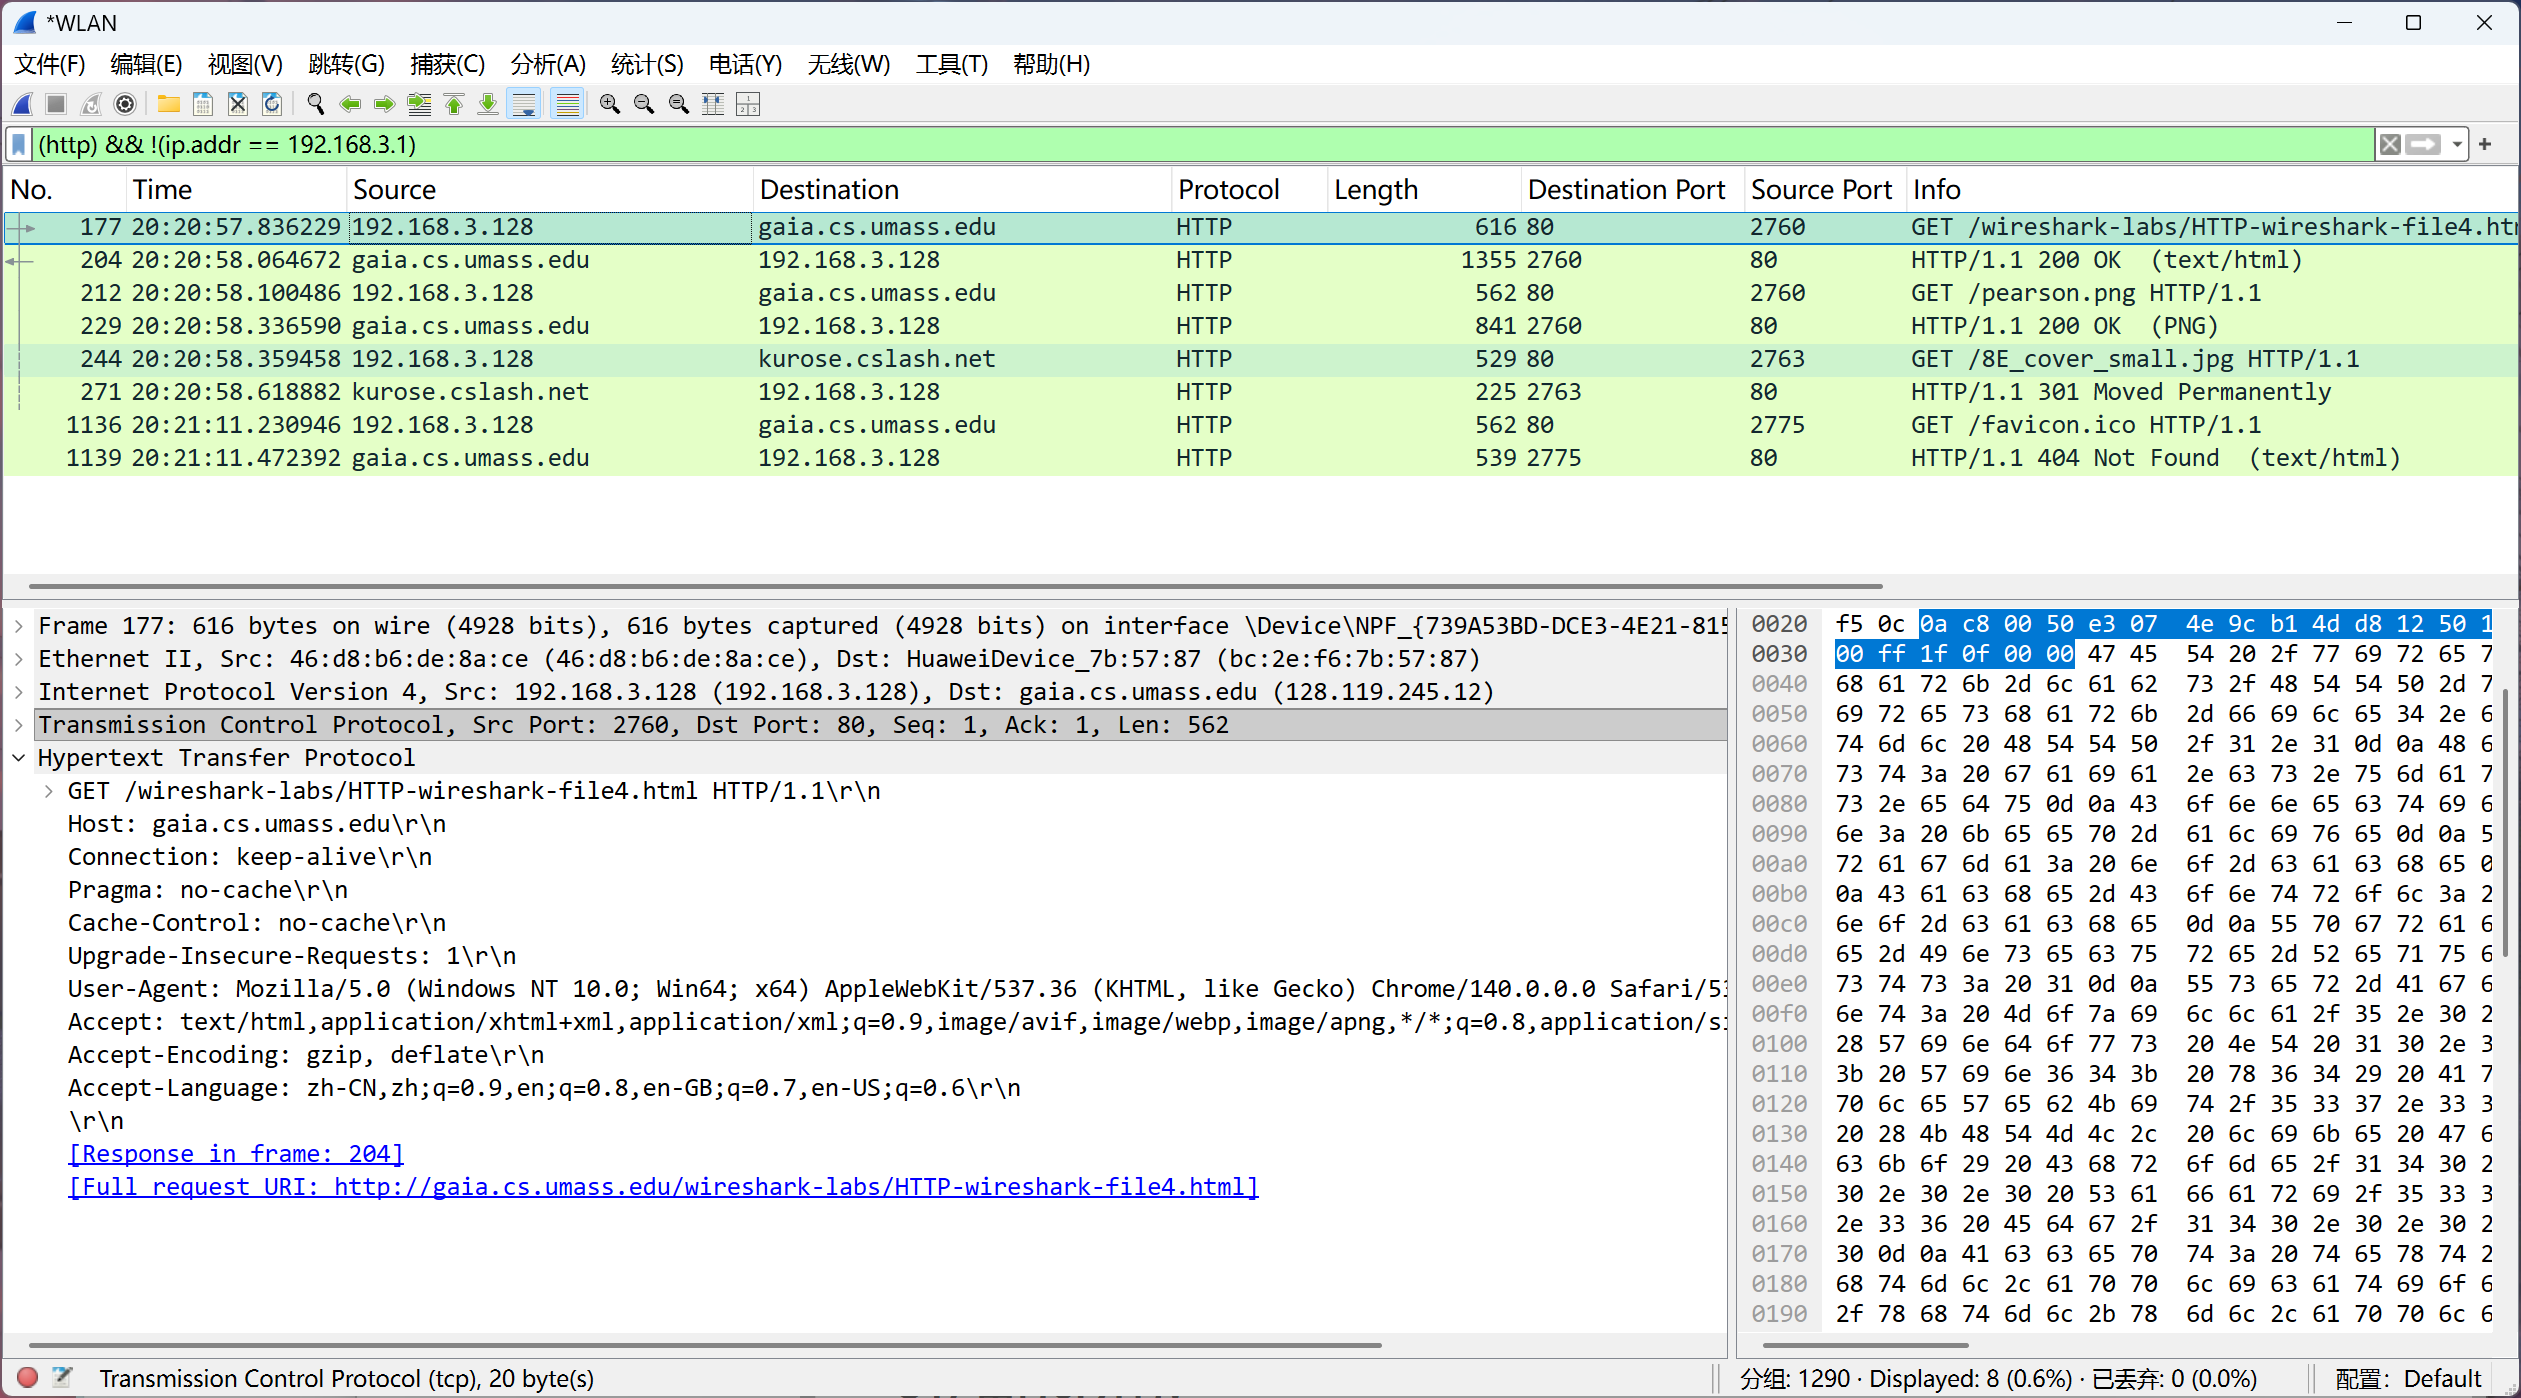 *WLAN
文件(F) 编辑(E) 视图(V) 跳转(G) 捕获(C) 分析(A) 统计(S) 电话(Y) 无线(W) 工具(T) 帮助(H)
(http) && !(ip.addr == 192.168.3.1)
No. Time Source Destination Protocol Length Destination Port Source Port Info
177 20:20:57.836229 192.168.3.128 gaia.cs.umass.edu HTTP 616 80 2760 GET /wireshark-labs/HTTP-wireshark-file4.htm
204 20:20:58.064672 gaia.cs.umass.edu 192.168.3.128 HTTP 1355 2760 80 HTTP/1.1 200 OK (text/html)
212 20:20:58.100486 192.168.3.128 gaia.cs.umass.edu HTTP 562 80 2760 GET /pearson.png HTTP/1.1
229 20:20:58.336590 gaia.cs.umass.edu 192.168.3.128 HTTP 841 2760 80 HTTP/1.1 200 OK (PNG)
244 20:20:58.359458 192.168.3.128 kurose.cslash.net HTTP 529 80 2763 GET /8E_cover_small.jpg HTTP/1.1
271 20:20:58.618882 kurose.cslash.net 192.168.3.128 HTTP 225 2763 80 HTTP/1.1 301 Moved Permanently
1136 20:21:11.230946 192.168.3.128 gaia.cs.umass.edu HTTP 562 80 2775 GET /favicon.ico HTTP/1.1
1139 20:21:11.472392 gaia.cs.umass.edu 192.168.3.128 HTTP 539 2775 80 HTTP/1.1 404 Not Found (text/html)
Frame 177: 616 bytes on wire (4928 bits), 616 bytes captured (4928 bits) on interface \Device\NPF_{739A53BD-DCE3-4E21-815
Ethernet II, Src: 46:d8:b6:de:8a:ce (46:d8:b6:de:8a:ce), Dst: HuaweiDevice_7b:57:87 (bc:2e:f6:7b:57:87)
Internet Protocol Version 4, Src: 192.168.3.128 (192.168.3.128), Dst: gaia.cs.umass.edu (128.119.245.12)
Transmission Control Protocol, Src Port: 2760, Dst Port: 80, Seq: 1, Ack: 1, Len: 562
Hypertext Transfer Protocol
GET /wireshark-labs/HTTP-wireshark-file4.html HTTP/1.1\r\n
Host: gaia.cs.umass.edu\r\n
Connection: keep-alive\r\n
Pragma: no-cache\r\n
Cache-Control: no-cache\r\n
Upgrade-Insecure-Requests: 1\r\n
User-Agent: Mozilla/5.0 (Windows NT 10.0; Win64; x64) AppleWebKit/537.36 (KHTML, like Gecko) Chrome/140.0.0.0 Safari/53
Accept: text/html,application/xhtml+xml,application/xml;q=0.9,image/avif,image/webp,image/apng,*/*;q=0.8,application/si
Accept-Encoding: gzip, deflate\r\n
Accept-Language: zh-CN,zh;q=0.9,en;q=0.8,en-GB;q=0.7,en-US;q=0.6\r\n
\r\n
[Response in frame: 204]
[Full request URI: http://gaia.cs.umass.edu/wireshark-labs/HTTP-wireshark-file4.html]
0020 f5 0c 0a c8 00 50 e3 07 4e 9c b1 4d d8 12 50 1
0030 00 ff 1f 0f 00 00 47 45 54 20 2f 77 69 72 65 7
0040 68 61 72 6b 2d 6c 61 62 73 2f 48 54 54 50 2d 7
0050 69 72 65 73 68 61 72 6b 2d 66 69 6c 65 34 2e 6
0060 74 6d 6c 20 48 54 54 50 2f 31 2e 31 0d 0a 48 6
0070 73 74 3a 20 67 61 69 61 2e 63 73 2e 75 6d 61 7
0080 73 2e 65 64 75 0d 0a 43 6f 6e 6e 65 63 74 69 6
0090 6e 3a 20 6b 65 65 70 2d 61 6c 69 76 65 0d 0a 5
00a0 72 61 67 6d 61 3a 20 6e 6f 2d 63 61 63 68 65 0
00b0 0a 43 61 63 68 65 2d 43 6f 6e 74 72 6f 6c 3a 2
00c0 6e 6f 2d 63 61 63 68 65 0d 0a 55 70 67 72 61 6
00d0 65 2d 49 6e 73 65 63 75 72 65 2d 52 65 71 75 6
00e0 73 74 73 3a 20 31 0d 0a 55 73 65 72 2d 41 67 6
00f0 6e 74 3a 20 4d 6f 7a 69 6c 6c 61 2f 35 2e 30 2
0100 28 57 69 6e 64 6f 77 73 20 4e 54 20 31 30 2e 3
0110 3b 20 57 69 6e 36 34 3b 20 78 36 34 29 20 41 7
0120 70 6c 65 57 65 62 4b 69 74 2f 35 33 37 2e 33 3
0130 20 28 4b 48 54 4d 4c 2c 20 6c 69 6b 65 20 47 6
0140 63 6b 6f 29 20 43 68 72 6f 6d 65 2f 31 34 30 2
0150 30 2e 30 2e 30 20 53 61 66 61 72 69 2f 35 33 3
0160 2e 33 36 20 45 64 67 2f 31 34 30 2e 30 2e 30 2
0170 30 0d 0a 41 63 63 65 70 74 3a 20 74 65 78 74 2
0180 68 74 6d 6c 2c 61 70 70 6c 69 63 61 74 69 6f 6
0190 2f 78 68 74 6d 6c 2b 78 6d 6c 2c 61 70 70 6c 6
Transmission Control Protocol (tcp), 20 byte(s)
分组: 1290 · Displayed: 8 (0.6%) · 已丢弃: 0 (0.0%)
配置: Default